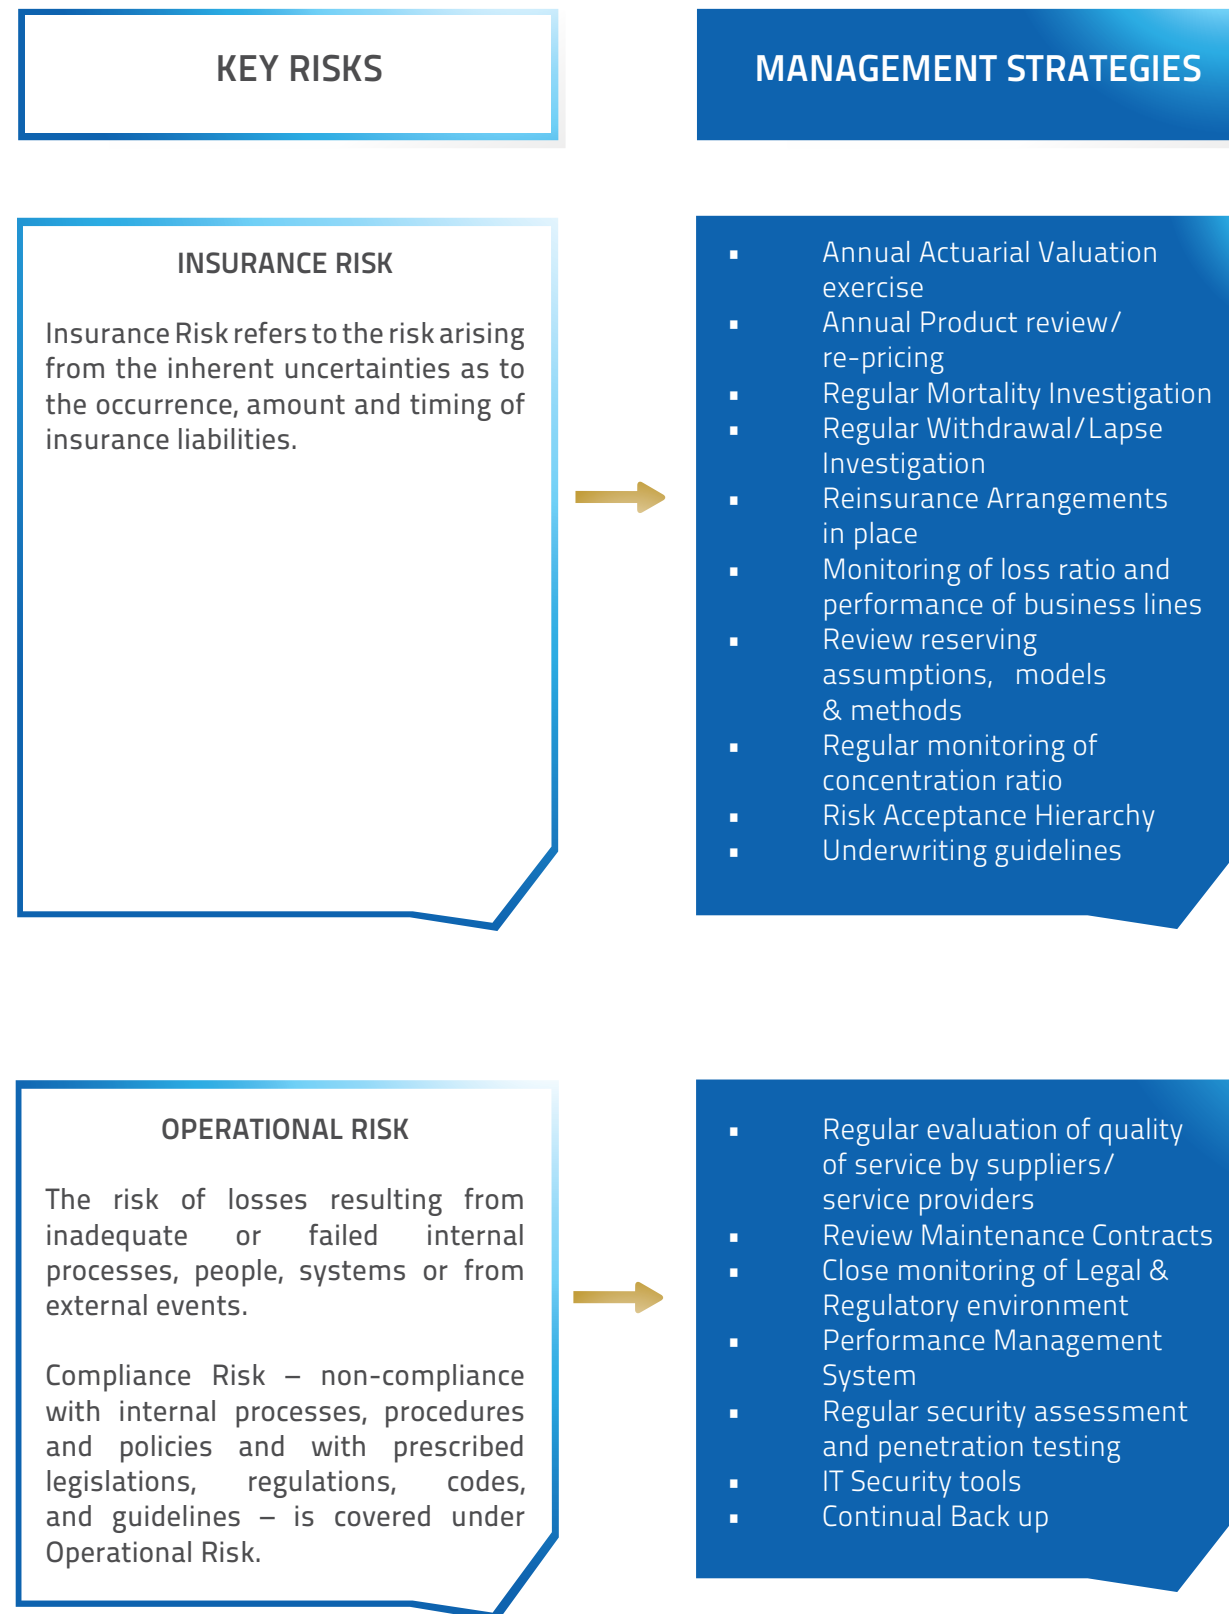 KEY RISKS
MANAGEMENT STRATEGIES
INSURANCE RISK
Insurance Risk refers to the risk arising
from the inherent uncertainties as to
the occurrence, amount and timing of
insurance liabilities.
▪ Annual Actuarial Valuation
exercise
▪ Annual Product review/
re-pricing
▪ Regular Mortality Investigation
▪ Regular Withdrawal/Lapse
Investigation
▪ Reinsurance Arrangements
in place
▪ Monitoring of loss ratio and
performance of business lines
▪ Review reserving
assumptions, models
& methods
▪ Regular monitoring of
concentration ratio
▪ Risk Acceptance Hierarchy
▪ Underwriting guidelines
OPERATIONAL RISK
The risk of losses resulting from
inadequate or failed internal
processes, people, systems or from
external events.
Compliance Risk – non-compliance
with internal processes, procedures
and policies and with prescribed
legislations, regulations, codes,
and guidelines – is covered under
Operational Risk.
▪ Regular evaluation of quality
of service by suppliers/
service providers
▪ Review Maintenance Contracts
▪ Close monitoring of Legal &
Regulatory environment
▪ Performance Management
System
▪ Regular security assessment
and penetration testing
▪ IT Security tools
▪ Continual Back up